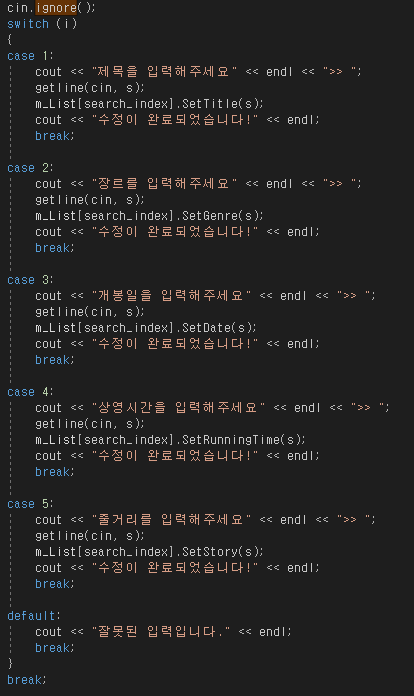 cin.ignore();
switch (i)
{
case 1:
    cout << "제목을 입력해주세요" << endl << ">> ";
    getline(cin, s);
    m_List[search_index].SetTitle(s);
    cout << "수정이 완료되었습니다!" << endl;
    break;

case 2:
    cout << "장르를 입력해주세요" << endl << ">> ";
    getline(cin, s);
    m_List[search_index].SetGenre(s);
    cout << "수정이 완료되었습니다!" << endl;
    break;

case 3:
    cout << "개봉일을 입력해주세요" << endl << ">> ";
    getline(cin, s);
    m_List[search_index].SetDate(s);
    cout << "수정이 완료되었습니다!" << endl;
    break;

case 4:
    cout << "상영시간을 입력해주세요" << endl << ">> ";
    getline(cin, s);
    m_List[search_index].SetRunningTime(s);
    cout << "수정이 완료되었습니다!" << endl;
    break;

case 5:
    cout << "줄거리를 입력해주세요" << endl << ">> ";
    getline(cin, s);
    m_List[search_index].SetStory(s);
    cout << "수정이 완료되었습니다!" << endl;
    break;

default:
    cout << "잘못된 입력입니다." << endl;
    break;
}
break;